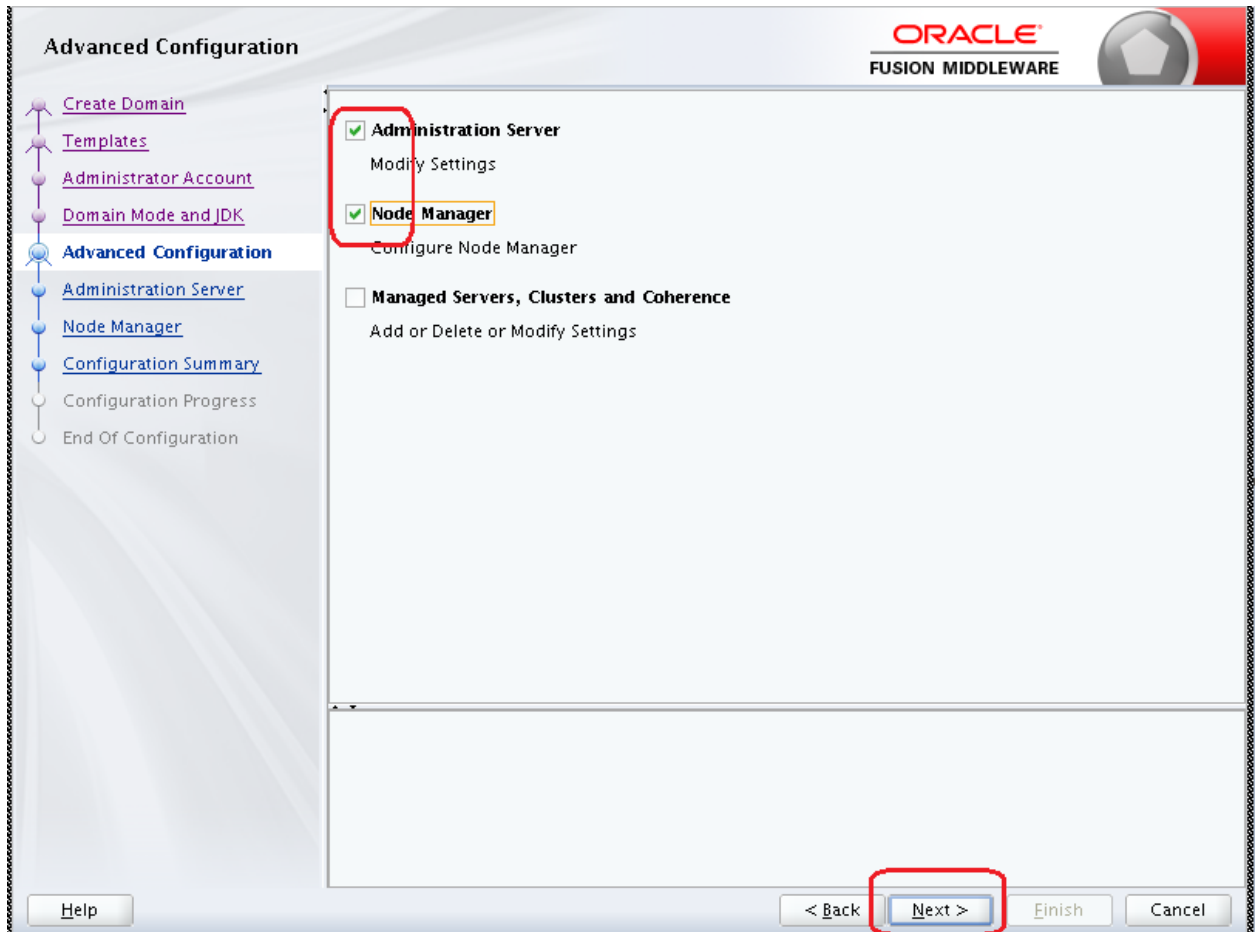 Advanced Configuration
ORACLE
FUSION MIDDLEWARE
Create Domain
Templates
Administrator Account
Domain Mode and JDK
Advanced Configuration
Administration Server
Node Manager
Configuration Summary
Configuration Progress
End Of Configuration
Administration Server
Modify Settings
Node Manager
Configure Node Manager
Managed Servers, Clusters and Coherence
Add or Delete or Modify Settings
Help
< Back
Next >
Finish
Cancel